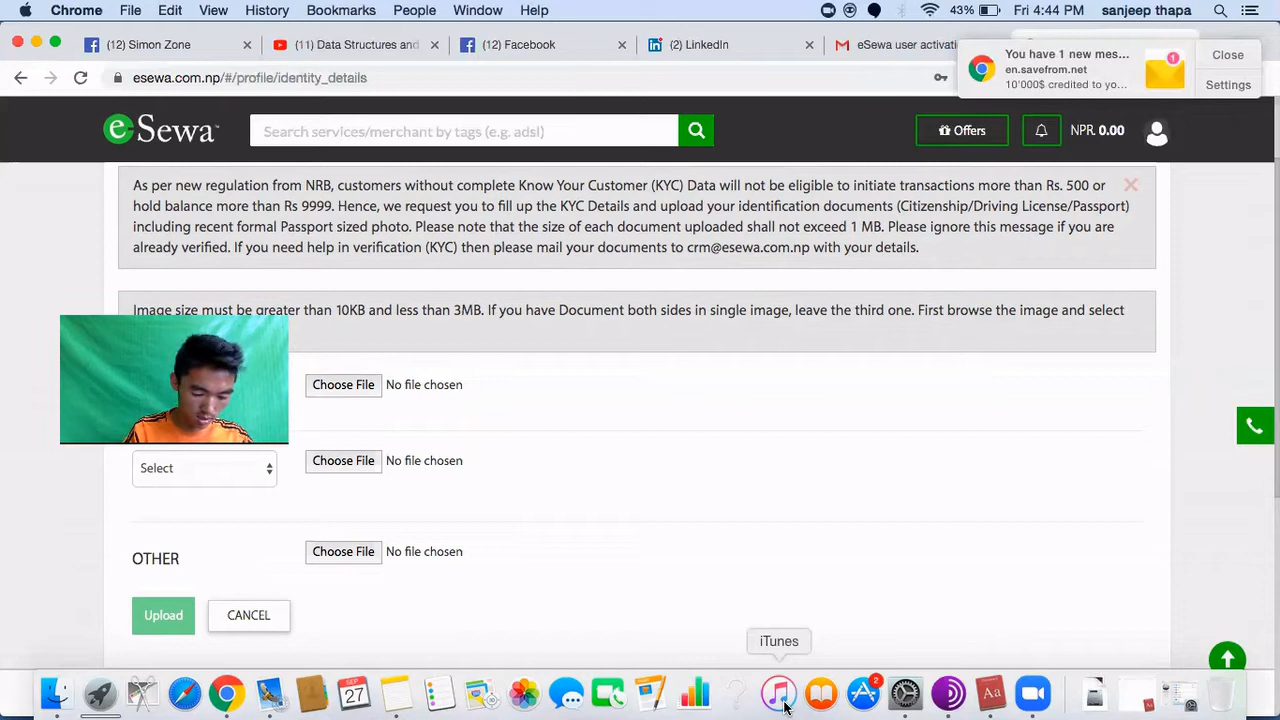 Chrome File Edit View History Bookmarks People Window Help 43% Fri 4:44 PM sanjeep thapa
(12) Simon Zone
(11) Data Structures and
(12) Facebook
(2) LinkedIn
eSewa user activati
You have 1 new mes...
en.savefrom.net
10'000$ credited to yo...
Close
Settings
esewa.com.np/#/profile/identity_details
eSewa
Search services/merchant by tags (e.g. adsl)
Offers
NPR. 0.00
As per new regulation from NRB, customers without complete Know Your Customer (KYC) Data will not be eligible to initiate transactions more than Rs. 500 or
hold balance more than Rs 9999. Hence, we request you to fill up the KYC Details and upload your identification documents (Citizenship/Driving License/Passport)
including recent formal Passport sized photo. Please note that the size of each document uploaded shall not exceed 1 MB. Please ignore this message if you are
already verified. If you need help in verification (KYC) then please mail your documents to crm@esewa.com.np with your details.
Image size must be greater than 10KB and less than 3MB. If you have Document both sides in single image, leave the third one. First browse the image and select
Choose File No file chosen
Select
Choose File No file chosen
OTHER
Choose File No file chosen
Upload
CANCEL
iTunes
SEP
27
2
Aa